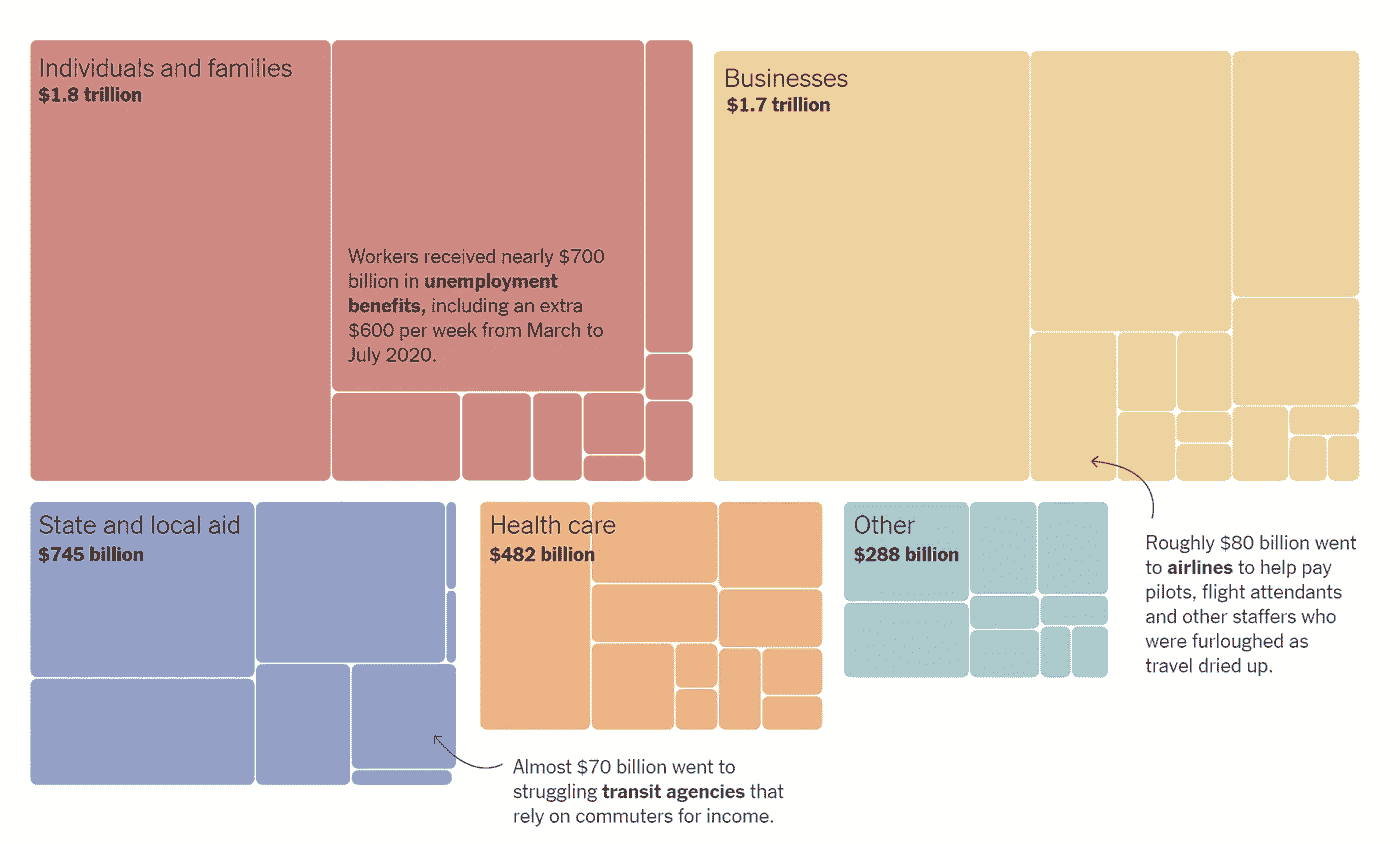 Individuals and families
$1.8 trillion
Workers received nearly $700
billion in unemployment
benefits, including an extra
$600 per week from March to
July 2020.
Businesses
$1.7 trillion
State and local aid
$745 billion
Health care
$482 billion
Other
$288 billion
Roughly $80 billion went
to airlines to help pay
pilots, flight attendants
and other staffers who
were furloughed as
travel dried up.
Almost $70 billion went to
struggling transit agencies that
rely on commuters for income.